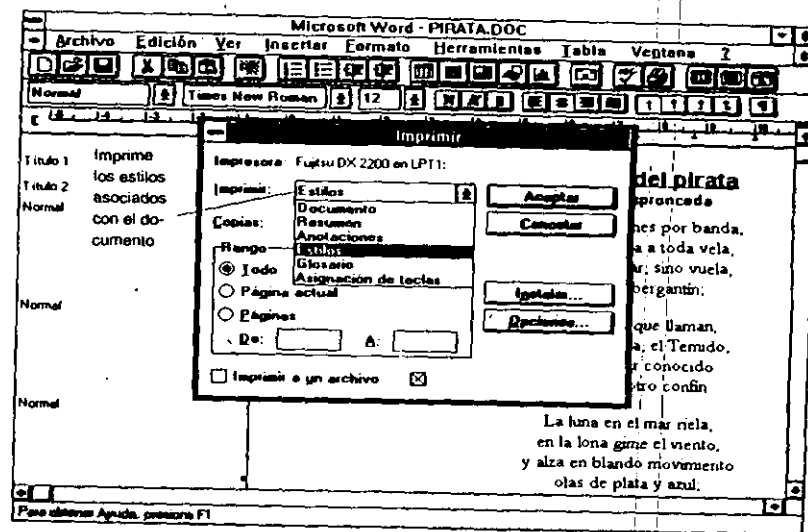 Microsoft Word - PIRATA.DOC
Archivo Edición Ver Insertar Formato Herramientas Tabla Ventana ?
Normal Times New Roman 12
Imprimir
Título 1
Imprime
los estilos
asociados
con el do-
cumento
Título 2
Normal
Normal
Normal
Impresora: Fujitsu DX 2200 en LPT1:
Imprimir: Estilos
Documento
Resumen
Anotaciones
Estilos
Glosario
Asignación de teclas
Copias:
Rango
Todo
Página actual
Páginas
De: A:
Imprimir a un archivo
Aceptar
Cancelar
Instalar...
Opciones...
del pirata
spronceda
nes por banda,
a a toda vela,
ar, sino vuela,
bergantín;
que llaman,
a, el Temido,
r conocido
otro confín
La luna en el mar riela,
en la lona gime el viento,
y alza en blando movimiento
olas de plata y azul;
Para obtener Ayuda, presione F1